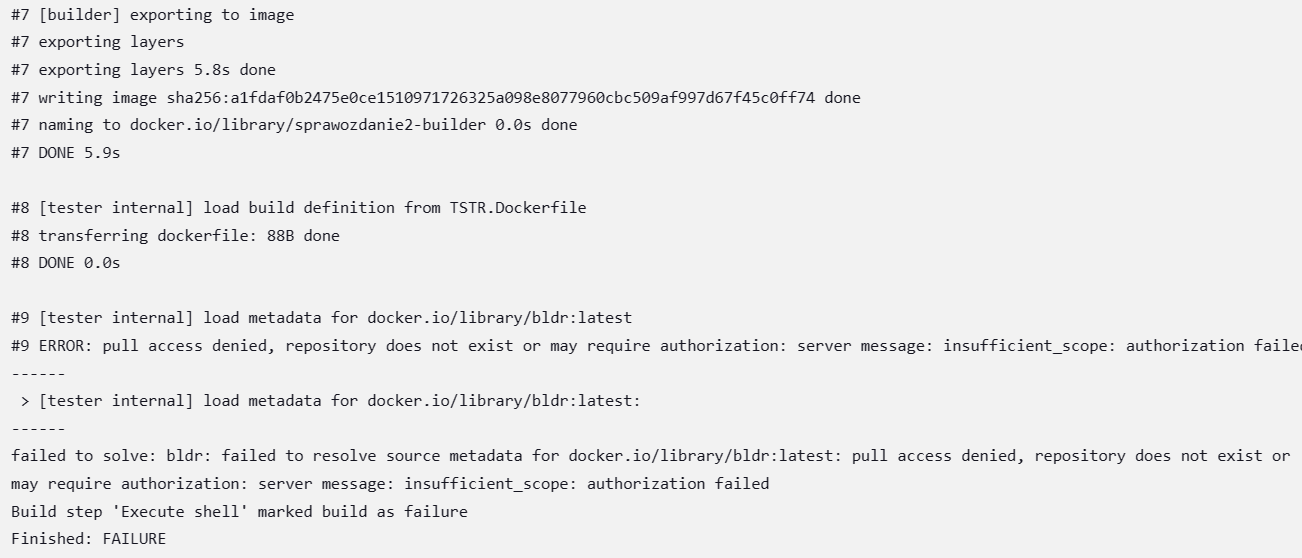 #7 [builder] exporting to image
#7 exporting layers
#7 exporting layers 5.8s done
#7 writing image sha256:a1fdaf0b2475e0ce1510971726325a098e8077960cbc509af997d67f45c0ff74 done
#7 naming to docker.io/library/sprawozdanie2-builder 0.0s done
#7 DONE 5.9s
#8 [tester internal] load build definition from TSTR.Dockerfile
#8 transferring dockerfile: 88B done
#8 DONE 0.0s
#9 [tester internal] load metadata for docker.io/library/bldr:latest
#9 ERROR: pull access denied, repository does not exist or may require authorization: server message: insufficient_scope: authorization failed
------
> [tester internal] load metadata for docker.io/library/bldr:latest:
------
failed to solve: bldr: failed to resolve source metadata for docker.io/library/bldr:latest: pull access denied, repository does not exist or
may require authorization: server message: insufficient_scope: authorization failed
Build step 'Execute shell' marked build as failure
Finished: FAILURE